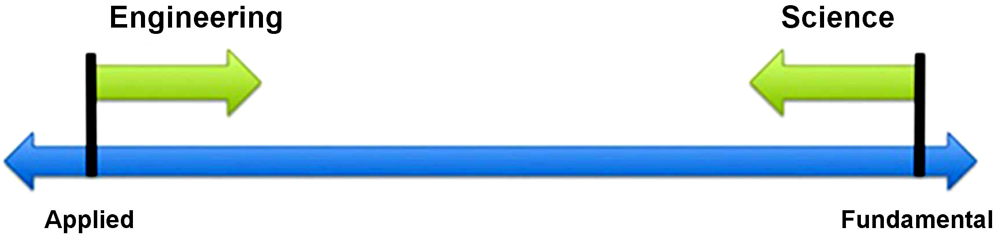 Engineering
Science
Applied
Fundamental